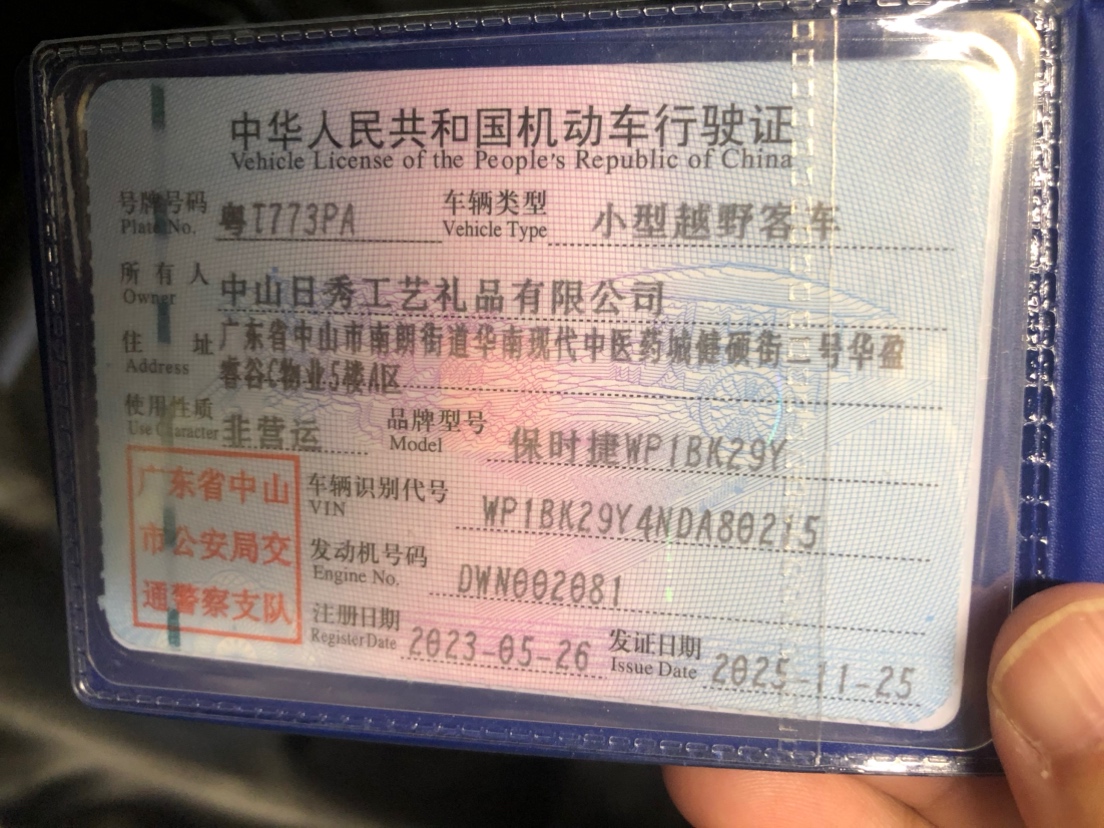 中华人民共和国机动车行驶证
Vehicle License of the People's Republic of China
号牌号码 粤T773PA 车辆类型 小型越野客车
Plate No. Vehicle Type
所有人 中山日秀工艺礼品有限公司
Owner
住址 广东省中山市南朗街道华南现代中医药城健硕街二号华盈
Address 睿谷C物业5楼A区
使用性质 非营运 品牌型号 保时捷WP1BK29Y
Use Character Model
广东省中山
市公安局交
通警察支队
车辆识别代号 WP1BK29Y4NDA80215
VIN
发动机号码 DWN002081
Engine No.
注册日期 2023-05-26 发证日期 2025-11-25
Register Date Issue Date